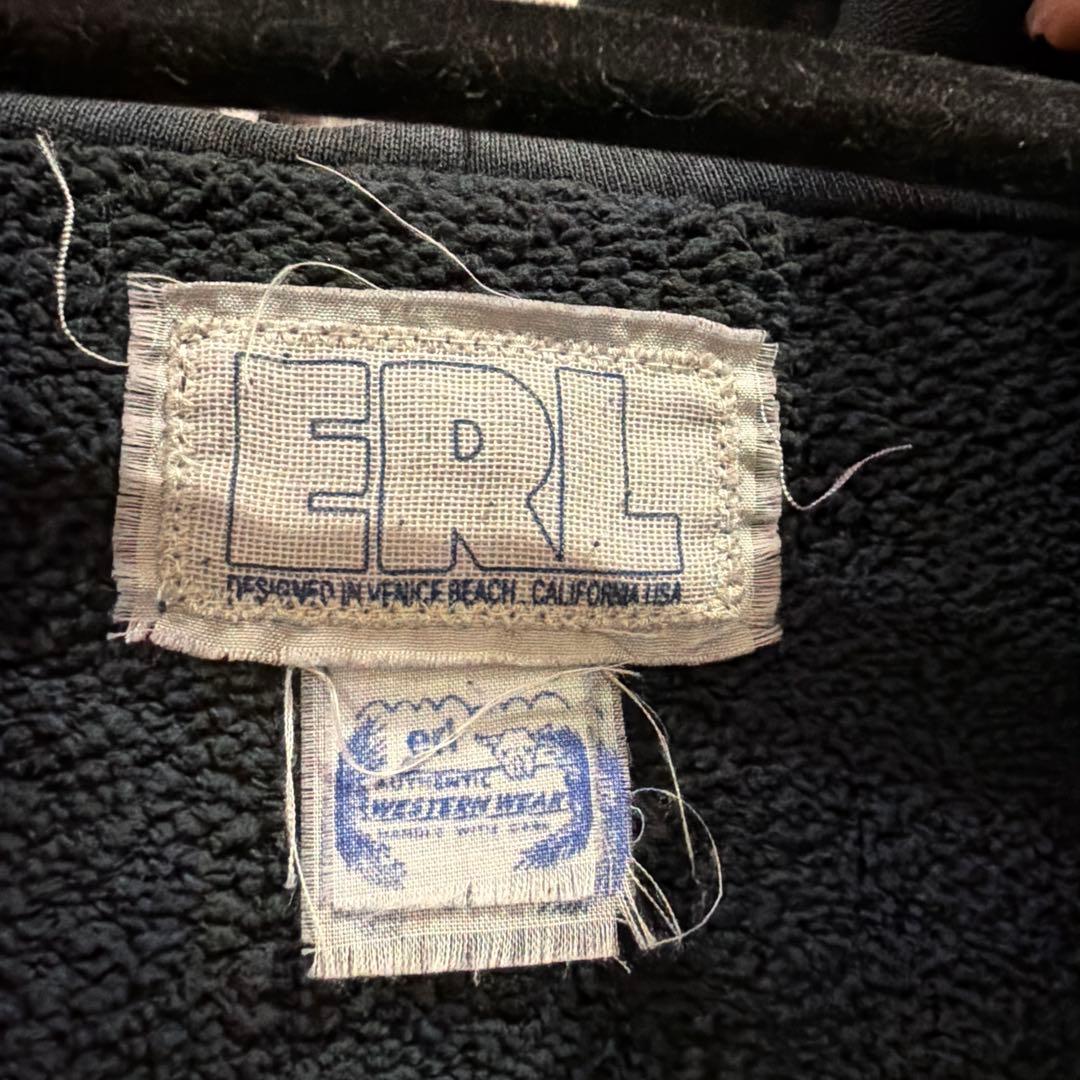 ERL
DESIGNED IN VENICE BEACH . CALIFORNIA USA
erl
AUTHENTIC
WESTERN WEAR